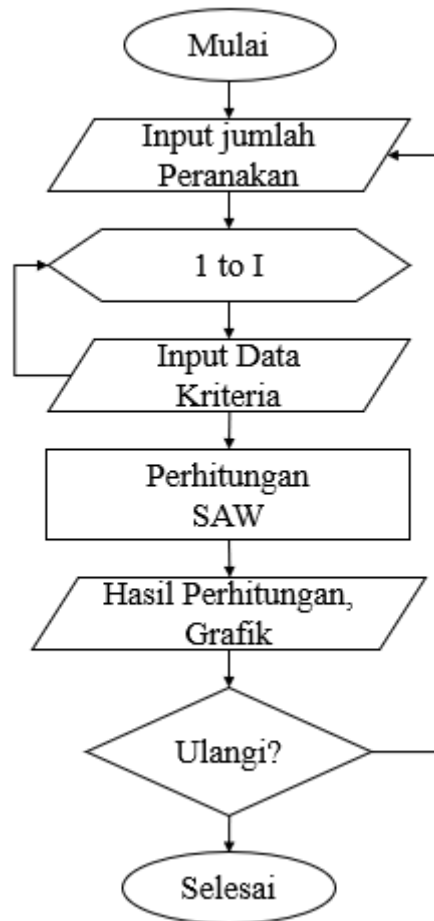 Mulai
Input jumlah
Peranakan
1 to I
Input Data
Kriteria
Perhitungan
SAW
Hasil Perhitungan,
Grafik
Ulangi?
Selesai